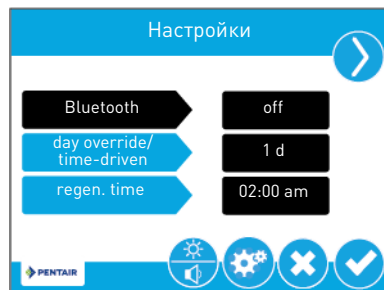 Настройки
Bluetooth
off
day override/
time-driven
1 d
regen. time
02:00 am
PENTAIR